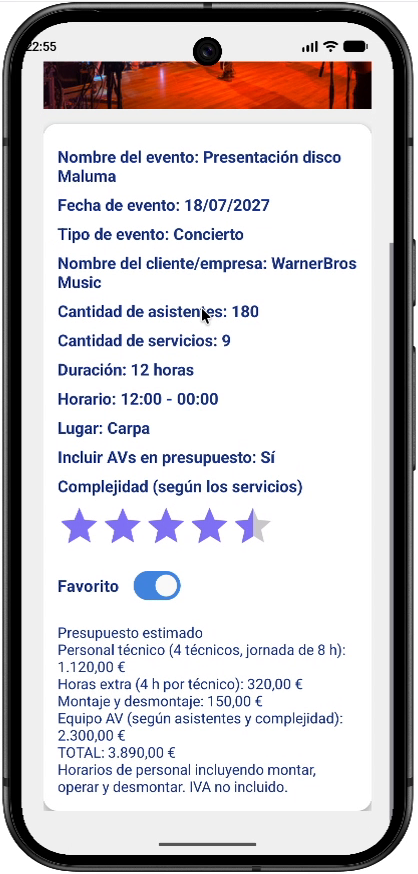 22:55
Nombre del evento: Presentación disco
Maluma
Fecha de evento: 18/07/2027
Tipo de evento: Concierto
Nombre del cliente/empresa: WarnerBros
Music
Cantidad de asistentes: 180
Cantidad de servicios: 9
Duración: 12 horas
Horario: 12:00 - 00:00
Lugar: Carpa
Incluir AVs en presupuesto: Sí
Complejidad (según los servicios)
Favorito
Presupuesto estimado
Personal técnico (4 técnicos, jornada de 8 h):
1.120,00 €
Horas extra (4 h por técnico): 320,00 €
Montaje y desmontaje: 150,00 €
Equipo AV (según asistentes y complejidad):
2.300,00 €
TOTAL: 3.890,00 €
Horarios de personal incluyendo montar,
operar y desmontar. IVA no incluido.